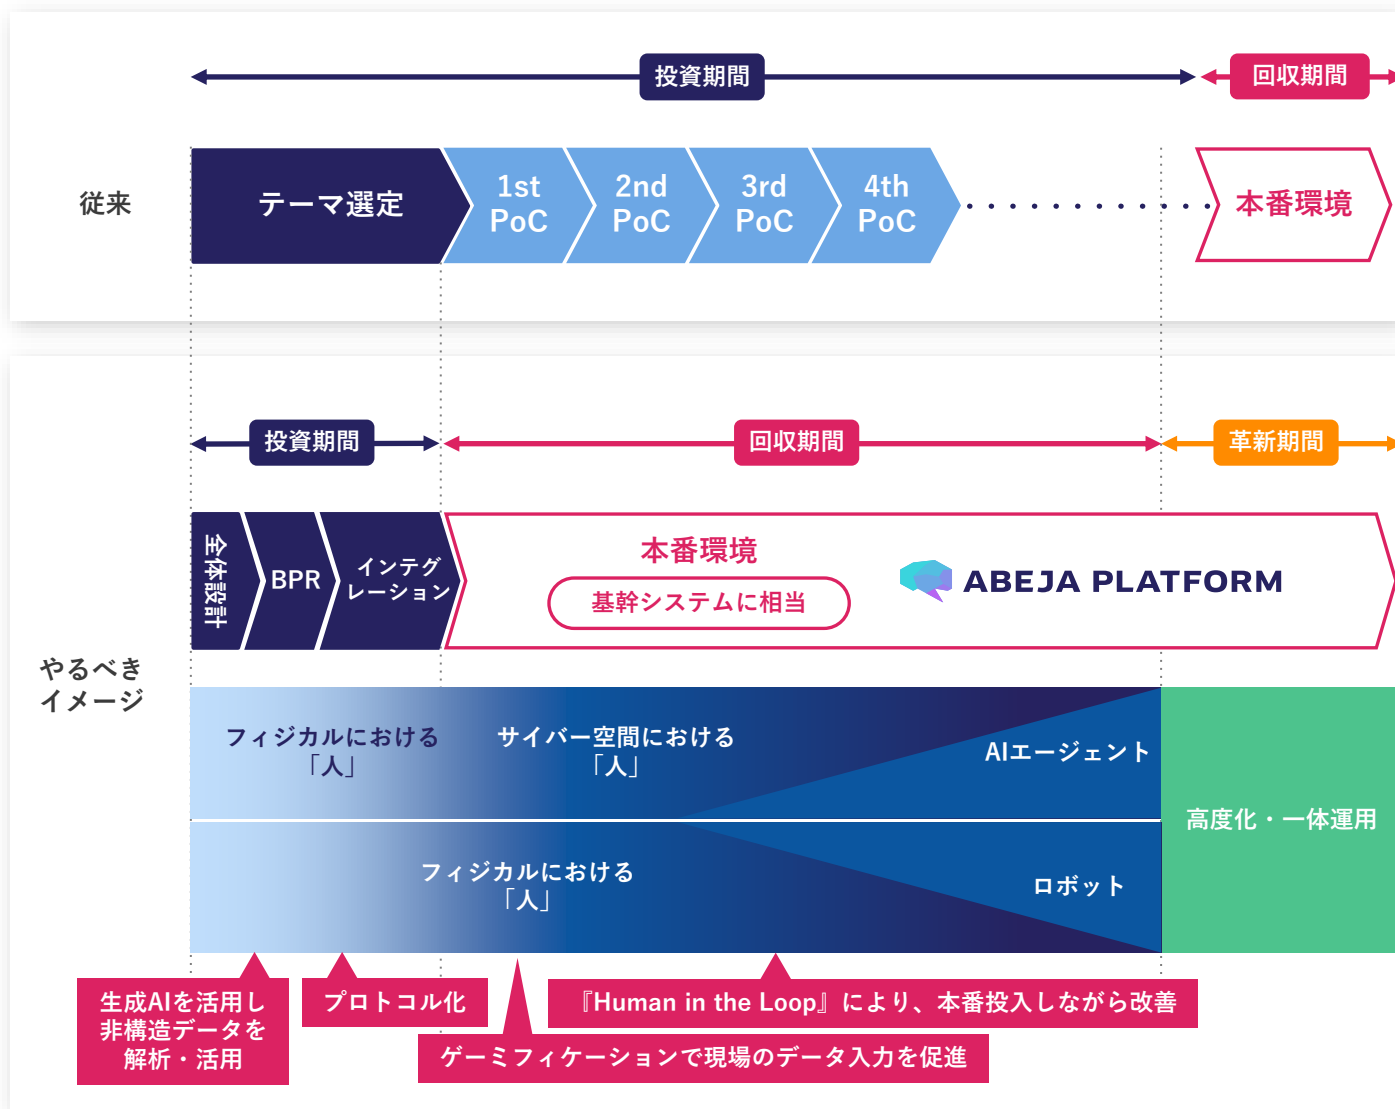 投資期間
回収期間
従来
テーマ選定
1st
PoC
2nd
PoC
3rd
PoC
4th
PoC
本番環境
投資期間
回収期間
革新期間
やるべき
イメージ
全体設計
BPR
インテグ
レーション
本番環境
基幹システムに相当
ABEJA PLATFORM
フィジカルにおける
「人」
サイバー空間における
「人」
AIエージェント
高度化・一体運用
フィジカルにおける
「人」
ロボット
生成AIを活用し
非構造データを
解析・活用
プロトコル化
『Human in the Loop』により、本番投入しながら改善
ゲーミフィケーションで現場のデータ入力を促進